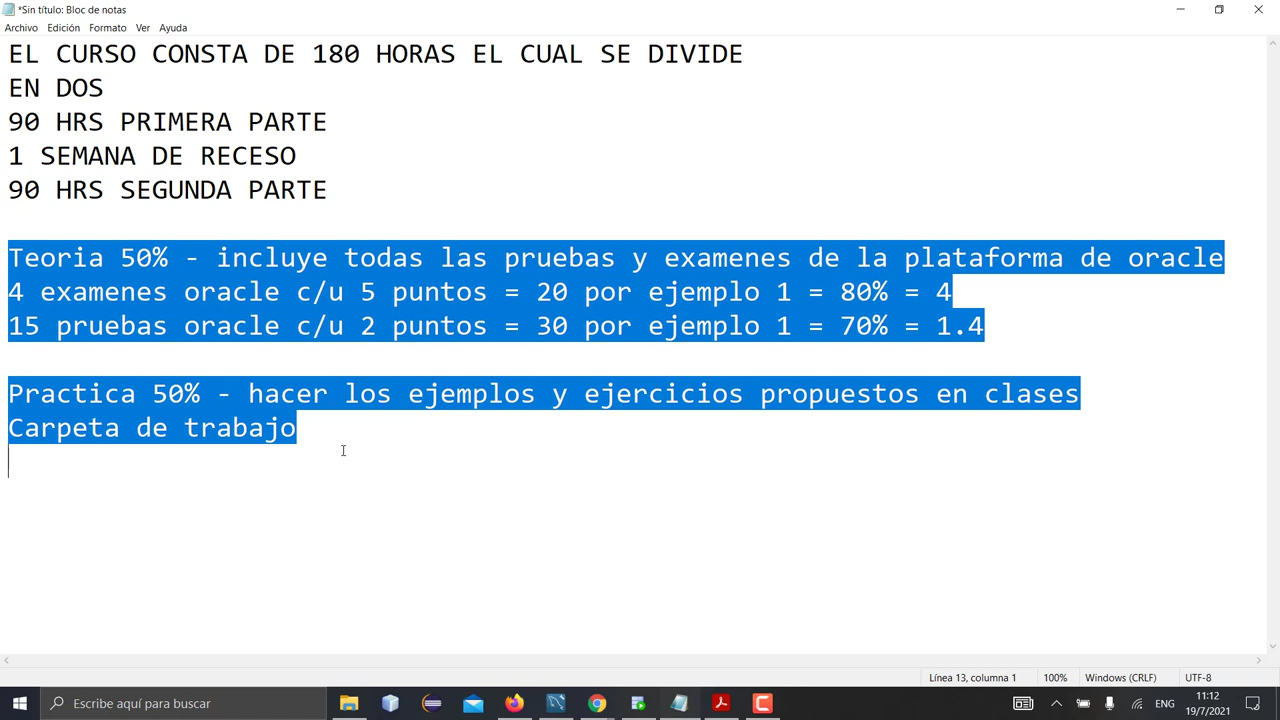 *Sin título: Bloc de notas
Archivo Edición Formato Ver Ayuda
EL CURSO CONSTA DE 180 HORAS EL CUAL SE DIVIDE
EN DOS
90 HRS PRIMERA PARTE
1 SEMANA DE RECESO
90 HRS SEGUNDA PARTE
Teoria 50% - incluye todas las pruebas y examenes de la plataforma de oracle
4 examenes oracle c/u 5 puntos = 20 por ejemplo 1 = 80% = 4
15 pruebas oracle c/u 2 puntos = 30 por ejemplo 1 = 70% = 1.4
Practica 50% - hacer los ejemplos y ejercicios propuestos en clases
Carpeta de trabajo
Línea 13, columna 1 100% Windows (CRLF) UTF-8
Escribe aquí para buscar
ENG
11:12
19/7/2021